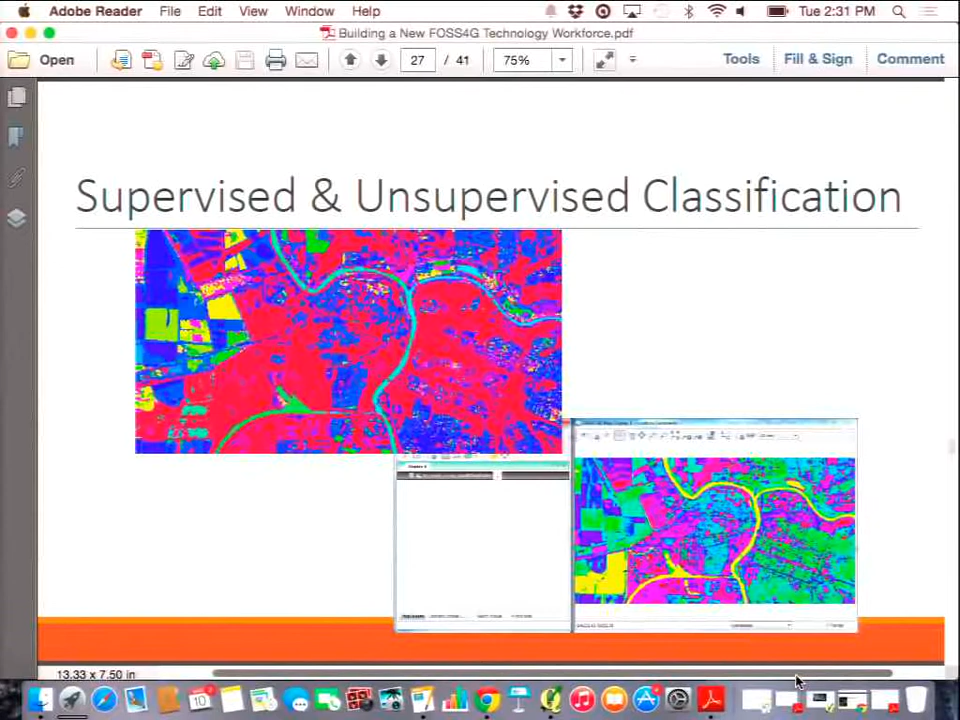 Adobe Reader File Edit View Window Help Tue 2:31 PM
Building a New FOSS4G Technology Workforce.pdf
Open 27 / 41 75% Tools Fill & Sign Comment
Supervised & Unsupervised Classification
13.33 x 7.50 in
10